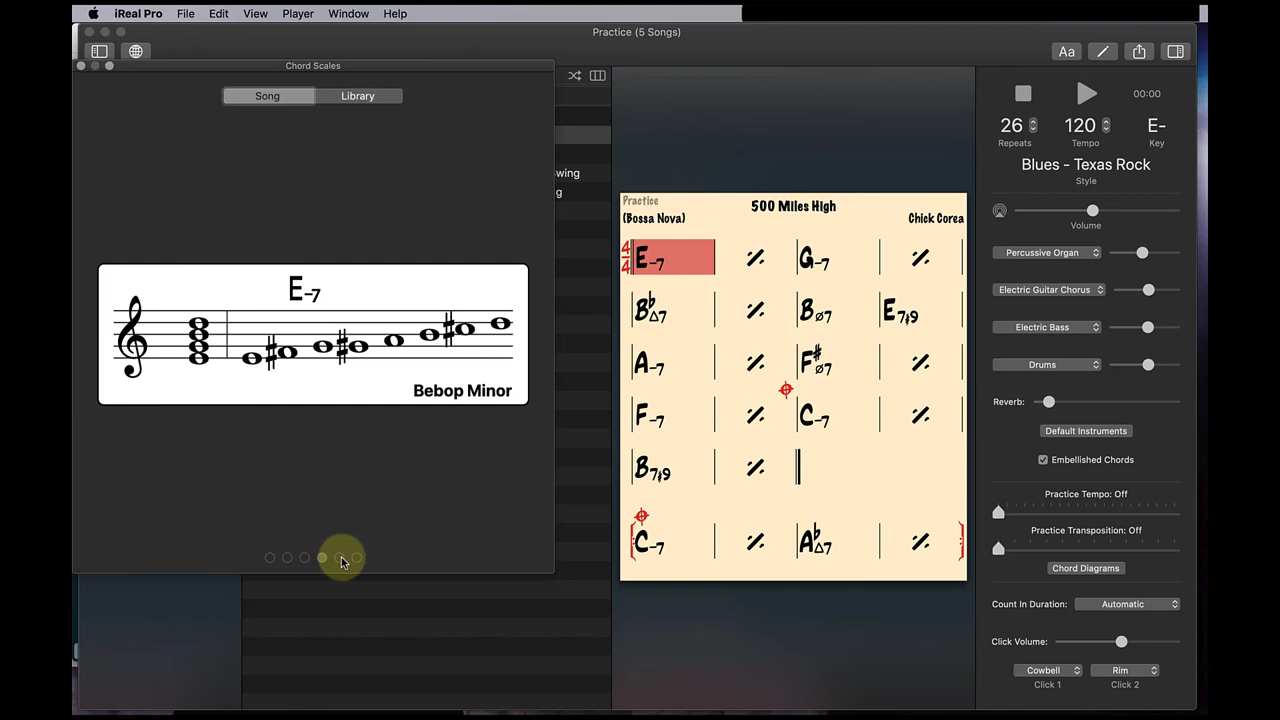 iReal Pro File Edit View Player Window Help
Practice (5 Songs)
Aa
Chord Scales
Song Library
wing
g
E-7
Bebop Minor
Practice
(Bossa Nova)
500 Miles High
Chick Corea
4/4 E-7 G-7
B♭△7 Bø7 E7♯9
A-7 F♯ø7
F-7 C-7
B7♯9
C-7 A♭△7
00:00
26 120 E-
Repeats Tempo Key
Blues - Texas Rock
Style
Volume
Percussive Organ
Electric Guitar Chorus
Electric Bass
Drums
Reverb:
Default Instruments
Embellished Chords
Practice Tempo: Off
Practice Transposition: Off
Chord Diagrams
Count In Duration: Automatic
Click Volume:
Cowbell Rim
Click 1 Click 2